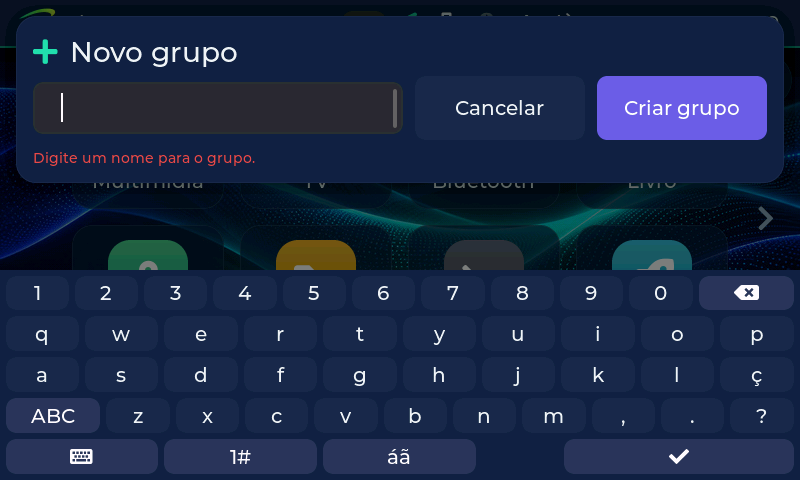 Novo grupo
Cancelar
Criar grupo
Digite um nome para o grupo.
Multimídia TV Bluetooth Livro
1 2 3 4 5 6 7 8 9 0
q w e r t y u i o p
a s d f g h j k l ç
ABC z x c v b n m , . ?
1# áã